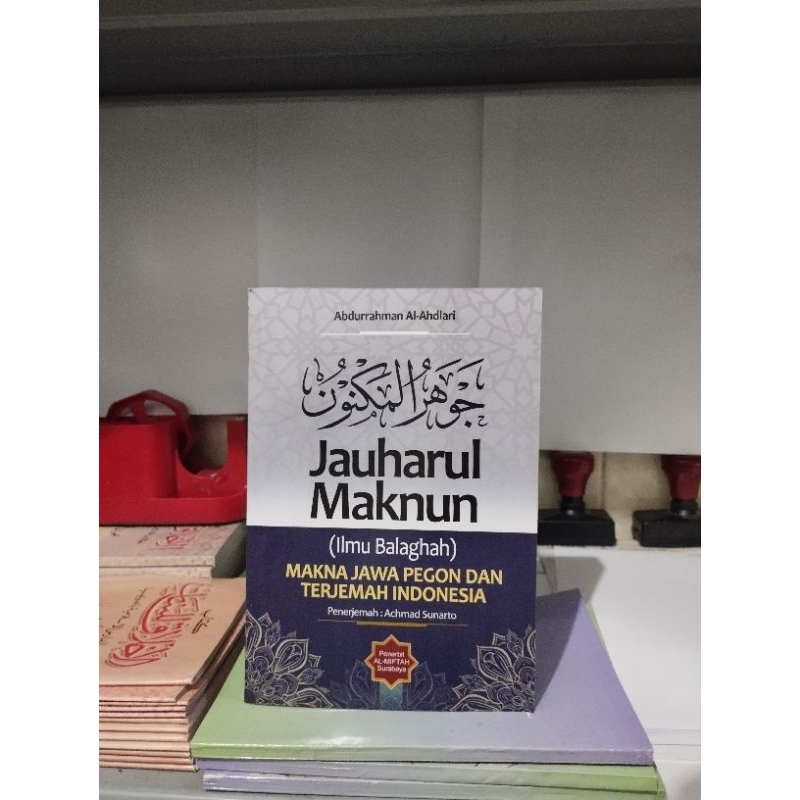 Abdurrahman Al-Ahdlari
جوهر المكنون
Jauharul
Maknun
(Ilmu Balaghah)
MAKNA JAWA PEGON DAN
TERJEMAH INDONESIA
Penerjemah : Achmad Sunarto
Penerbit
AL-MIFTAH
Surabaya